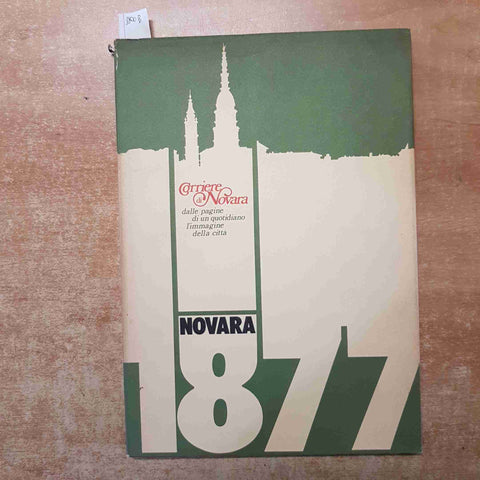 Corriere
di Novara
dalle pagine
di un quotidiano
l'immagine
della città
NOVARA
1877